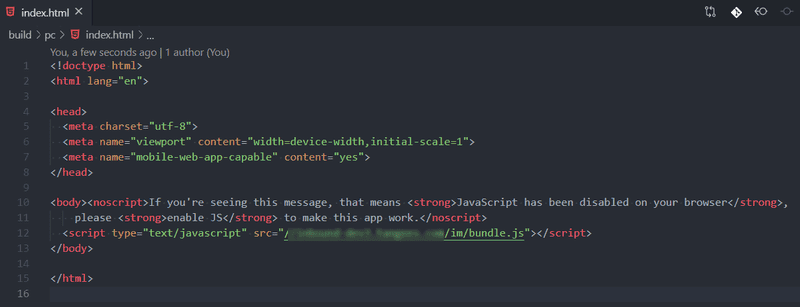 index.html ×
build > pc > index.html > ...
You, a few seconds ago | 1 author (You)
1 <!doctype html>
2 <html lang="en">
3
4 <head>
5 <meta charset="utf-8">
6 <meta name="viewport" content="width=device-width,initial-scale=1">
7 <meta name="mobile-web-app-capable" content="yes">
8 </head>
9
10 <body><noscript>If you're seeing this message, that means <strong>JavaScript has been disabled on your browser</strong>,
11 please <strong>enable JS</strong> to make this app work.</noscript>
12 <script type="text/javascript" src="/ /im/bundle.js"></script>
13 </body>
14
15 </html>
16